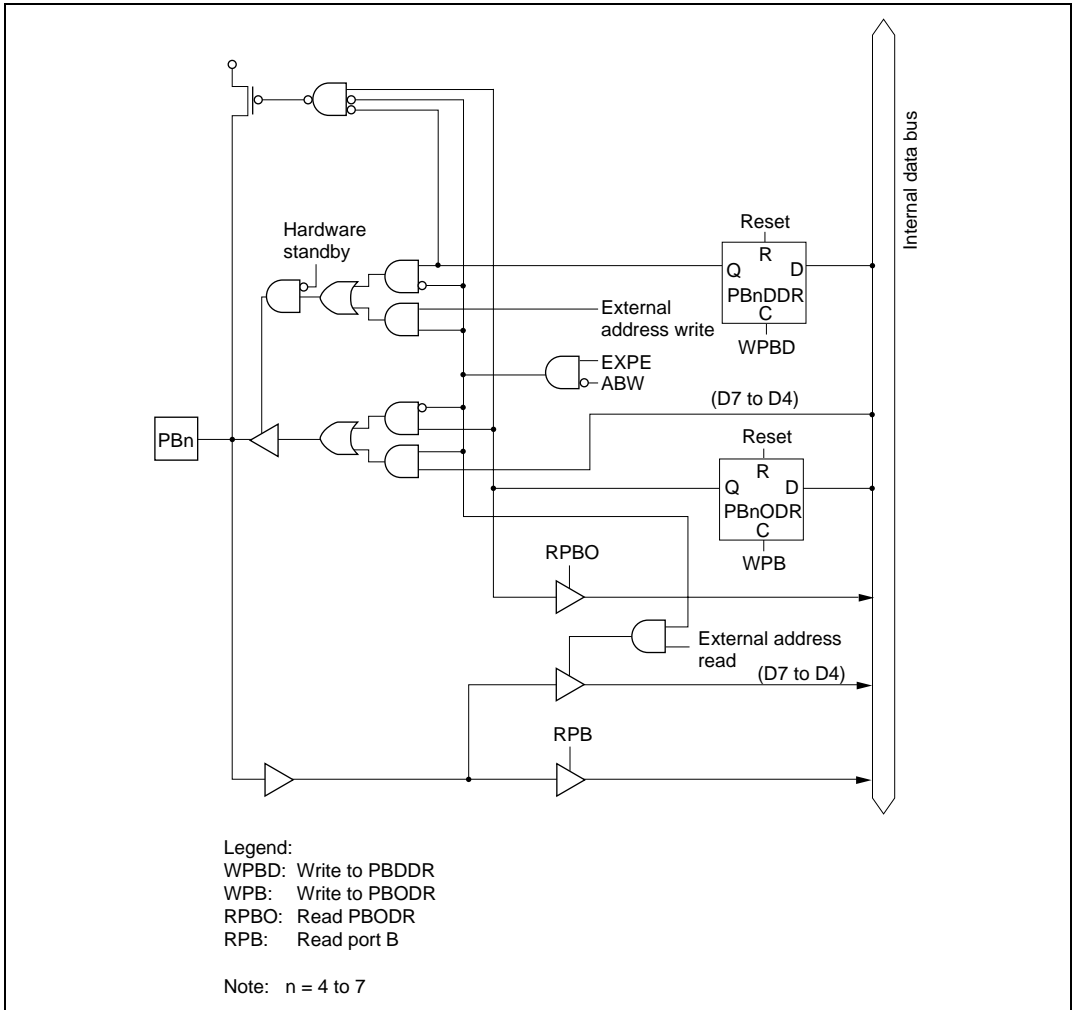 Internal data bus
Hardware
standby
Reset
R
Q D
PBnDDR
C
WPBD
External
address write
EXPE
ABW
(D7 to D4)
PBn
Reset
R
Q D
PBnODR
C
WPB
RPBO
External address
read
(D7 to D4)
RPB
Legend:
WPBD: Write to PBDDR
WPB: Write to PBODR
RPBO: Read PBODR
RPB: Read port B
Note: n = 4 to 7